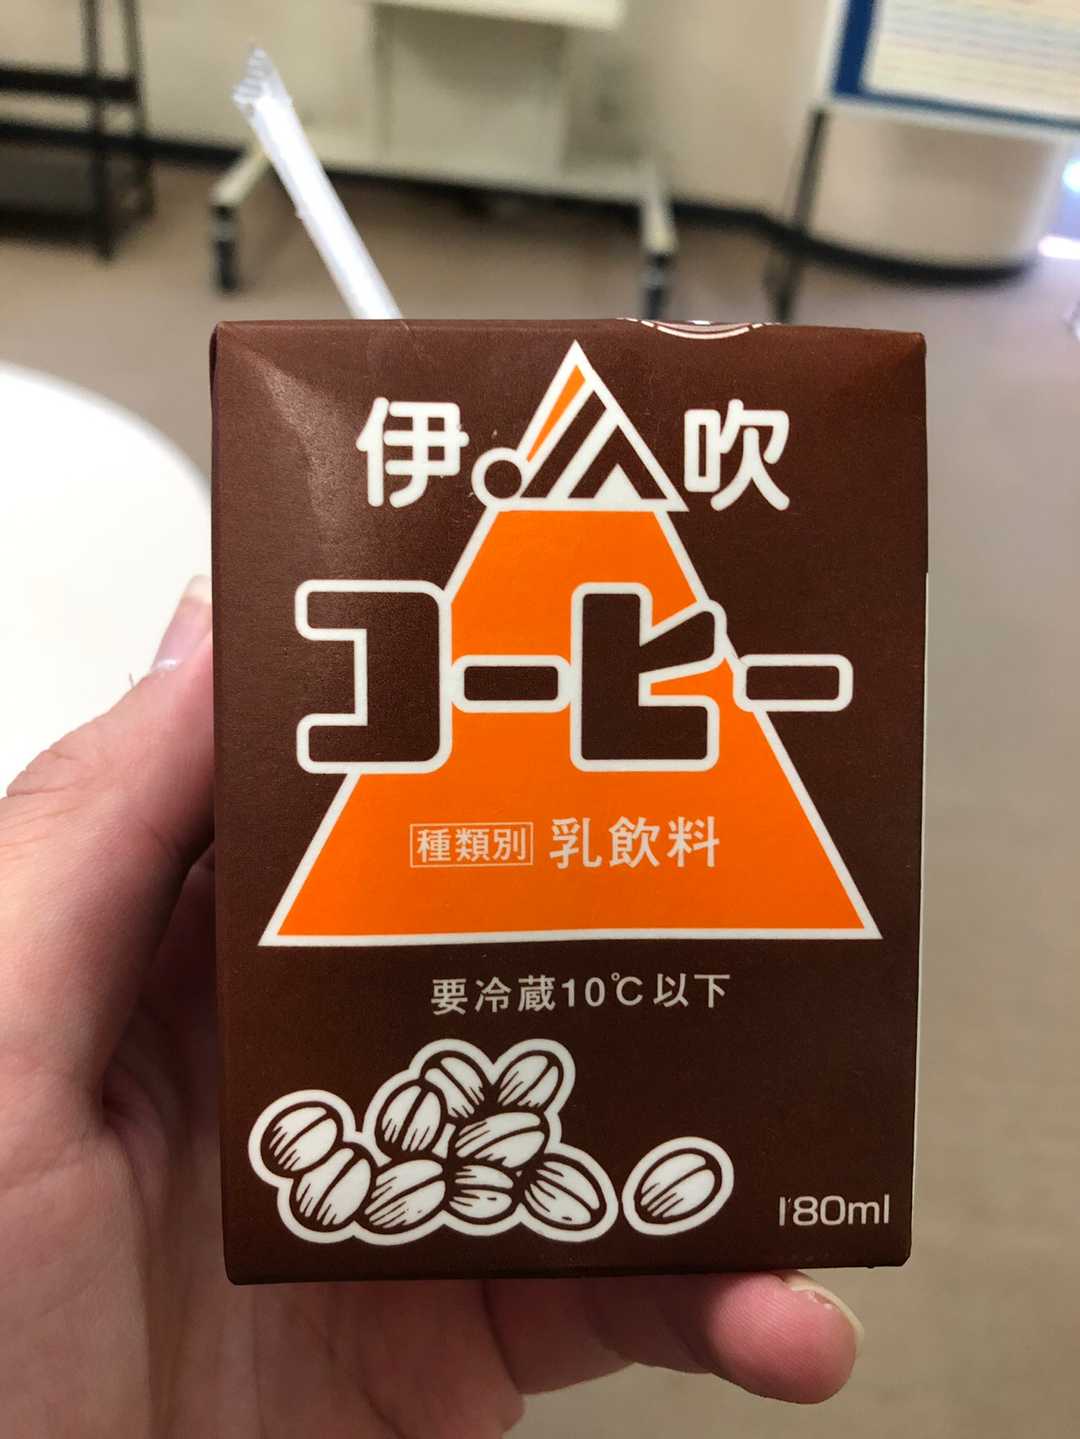 伊吹
コーヒー
種類別 乳飲料
要冷蔵10℃以下
180ml